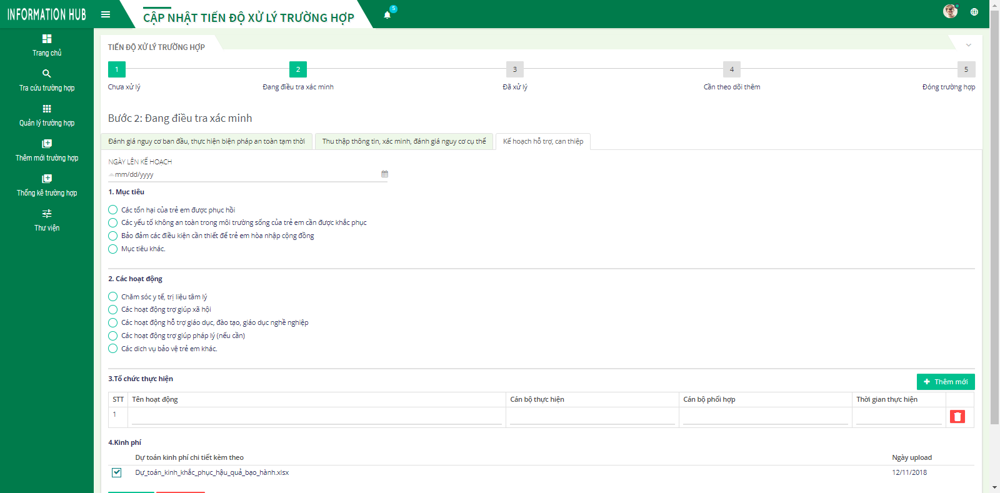 INFORMATION HUB
CẬP NHẬT TIẾN ĐỘ XỬ LÝ TRƯỜNG HỢP
5
Trang chủ
Tra cứu trường hợp
Quản lý trường hợp
Thêm mới trường hợp
Thống kê trường hợp
Thư viện
TIẾN ĐỘ XỬ LÝ TRƯỜNG HỢP
1 2 3 4 5
Chưa xử lý Đang điều tra xác minh Đã xử lý Cần theo dõi thêm Đóng trường hợp
Bước 2: Đang điều tra xác minh
Đánh giá nguy cơ ban đầu, thực hiện biện pháp an toàn tạm thời Thu thập thông tin, xác minh, đánh giá nguy cơ cụ thể Kế hoạch hỗ trợ, can thiệp
NGÀY LÊN KẾ HOẠCH
mm/dd/yyyy
1. Mục tiêu
Các tổn hại của trẻ em được phục hồi
Các yếu tố không an toàn trong môi trường sống của trẻ em cần được khắc phục
Bảo đảm các điều kiện cần thiết để trẻ em hòa nhập cộng đồng
Mục tiêu khác.
2. Các hoạt động
Chăm sóc y tế, trị liệu tâm lý
Các hoạt động trợ giúp xã hội
Các hoạt động hỗ trợ giáo dục, đào tạo, giáo dục nghề nghiệp
Các hoạt động trợ giúp pháp lý (nếu cần)
Các dich vụ bảo vệ trẻ em khác.
3.Tổ chức thực hiện
Thêm mới
STT Tên hoạt động Cán bộ thực hiện Cán bộ phối hợp Thời gian thực hiện
1
4.Kinh phí
Dự toán kinh phí chi tiết kèm theo Ngày upload
Dự_toán_kinh_khắc_phục_hậu_quả_bạo_hành.xlsx 12/11/2018